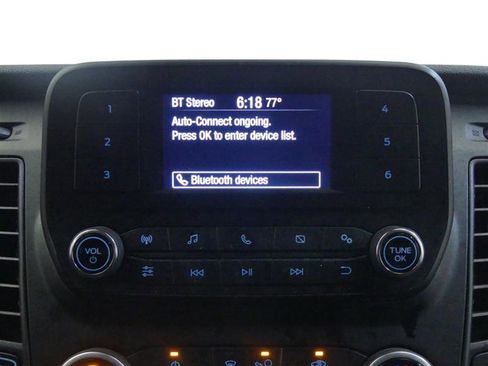 BT Stereo 6:18 77°
Auto-Connect ongoing.
Press OK to enter device list.
Bluetooth devices
1
2
3
4
5
6
VOL
TUNE
OK